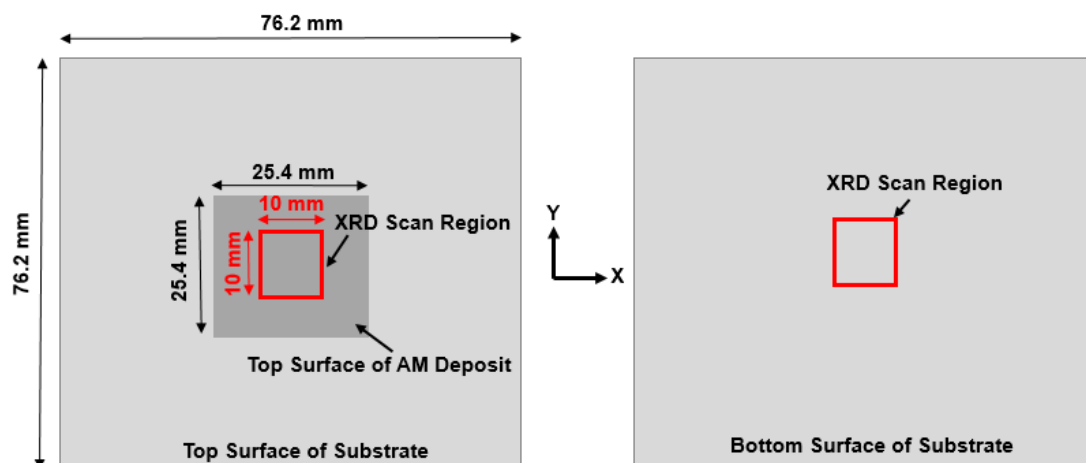 76.2 mm
76.2 mm
25.4 mm
25.4 mm
10 mm
10 mm
XRD Scan Region
Top Surface of AM Deposit
Top Surface of Substrate
Y
X
XRD Scan Region
Bottom Surface of Substrate